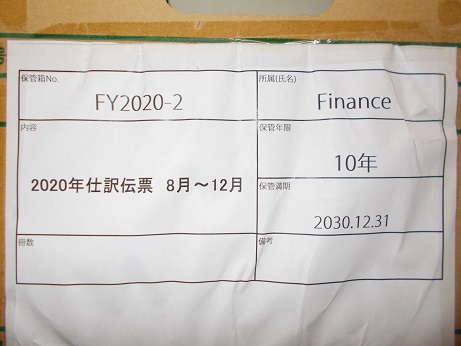 保管箱No.
FY2020-2
所属(氏名)
Finance
内容
2020年仕訳伝票 8月～12月
保管年限
10年
保管満期
2030.12.31
冊数
備考